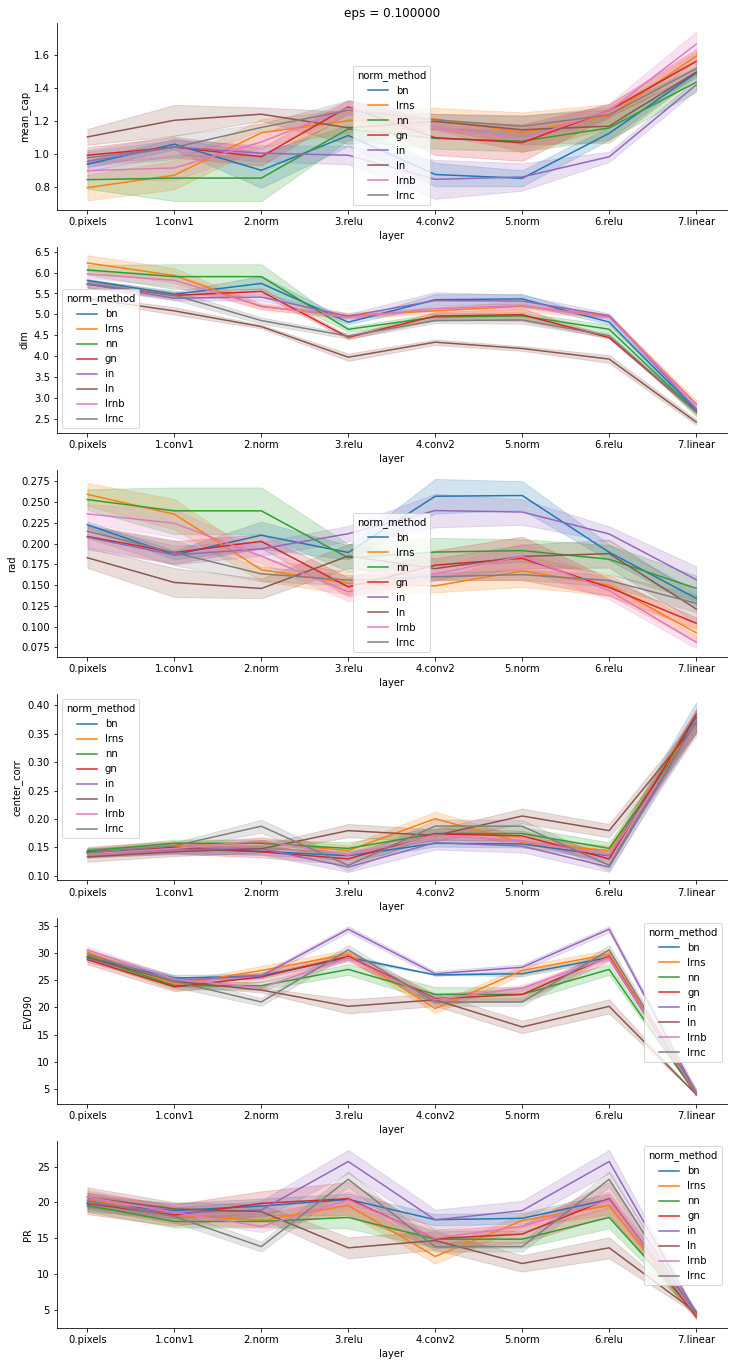 eps = 0.100000
mean_cap
1.6
1.4
1.2
1.0
0.8
norm_method
bn
lrns
nn
gn
in
ln
lrnb
lrnc
0.pixels 1.conv1 2.norm 3.relu 4.conv2 5.norm 6.relu 7.linear
layer
dim
6.5
6.0
5.5
5.0
4.5
4.0
3.5
3.0
2.5
norm_method
bn
lrns
nn
gn
in
ln
lrnb
lrnc
0.pixels 1.conv1 2.norm 3.relu 4.conv2 5.norm 6.relu 7.linear
layer
rad
0.275
0.250
0.225
0.200
0.175
0.150
0.125
0.100
0.075
norm_method
bn
lrns
nn
gn
in
ln
lrnb
lrnc
0.pixels 1.conv1 2.norm 3.relu 4.conv2 5.norm 6.relu 7.linear
layer
center_corr
0.40
0.35
0.30
0.25
0.20
0.15
0.10
norm_method
bn
lrns
nn
gn
in
ln
lrnb
lrnc
0.pixels 1.conv1 2.norm 3.relu 4.conv2 5.norm 6.relu 7.linear
layer
EVD90
35
30
25
20
15
10
5
norm_method
bn
lrns
nn
gn
in
ln
lrnb
lrnc
0.pixels 1.conv1 2.norm 3.relu 4.conv2 5.norm 6.relu 7.linear
layer
PR
25
20
15
10
5
norm_method
bn
lrns
nn
gn
in
ln
lrnb
lrnc
0.pixels 1.conv1 2.norm 3.relu 4.conv2 5.norm 6.relu 7.linear
layer